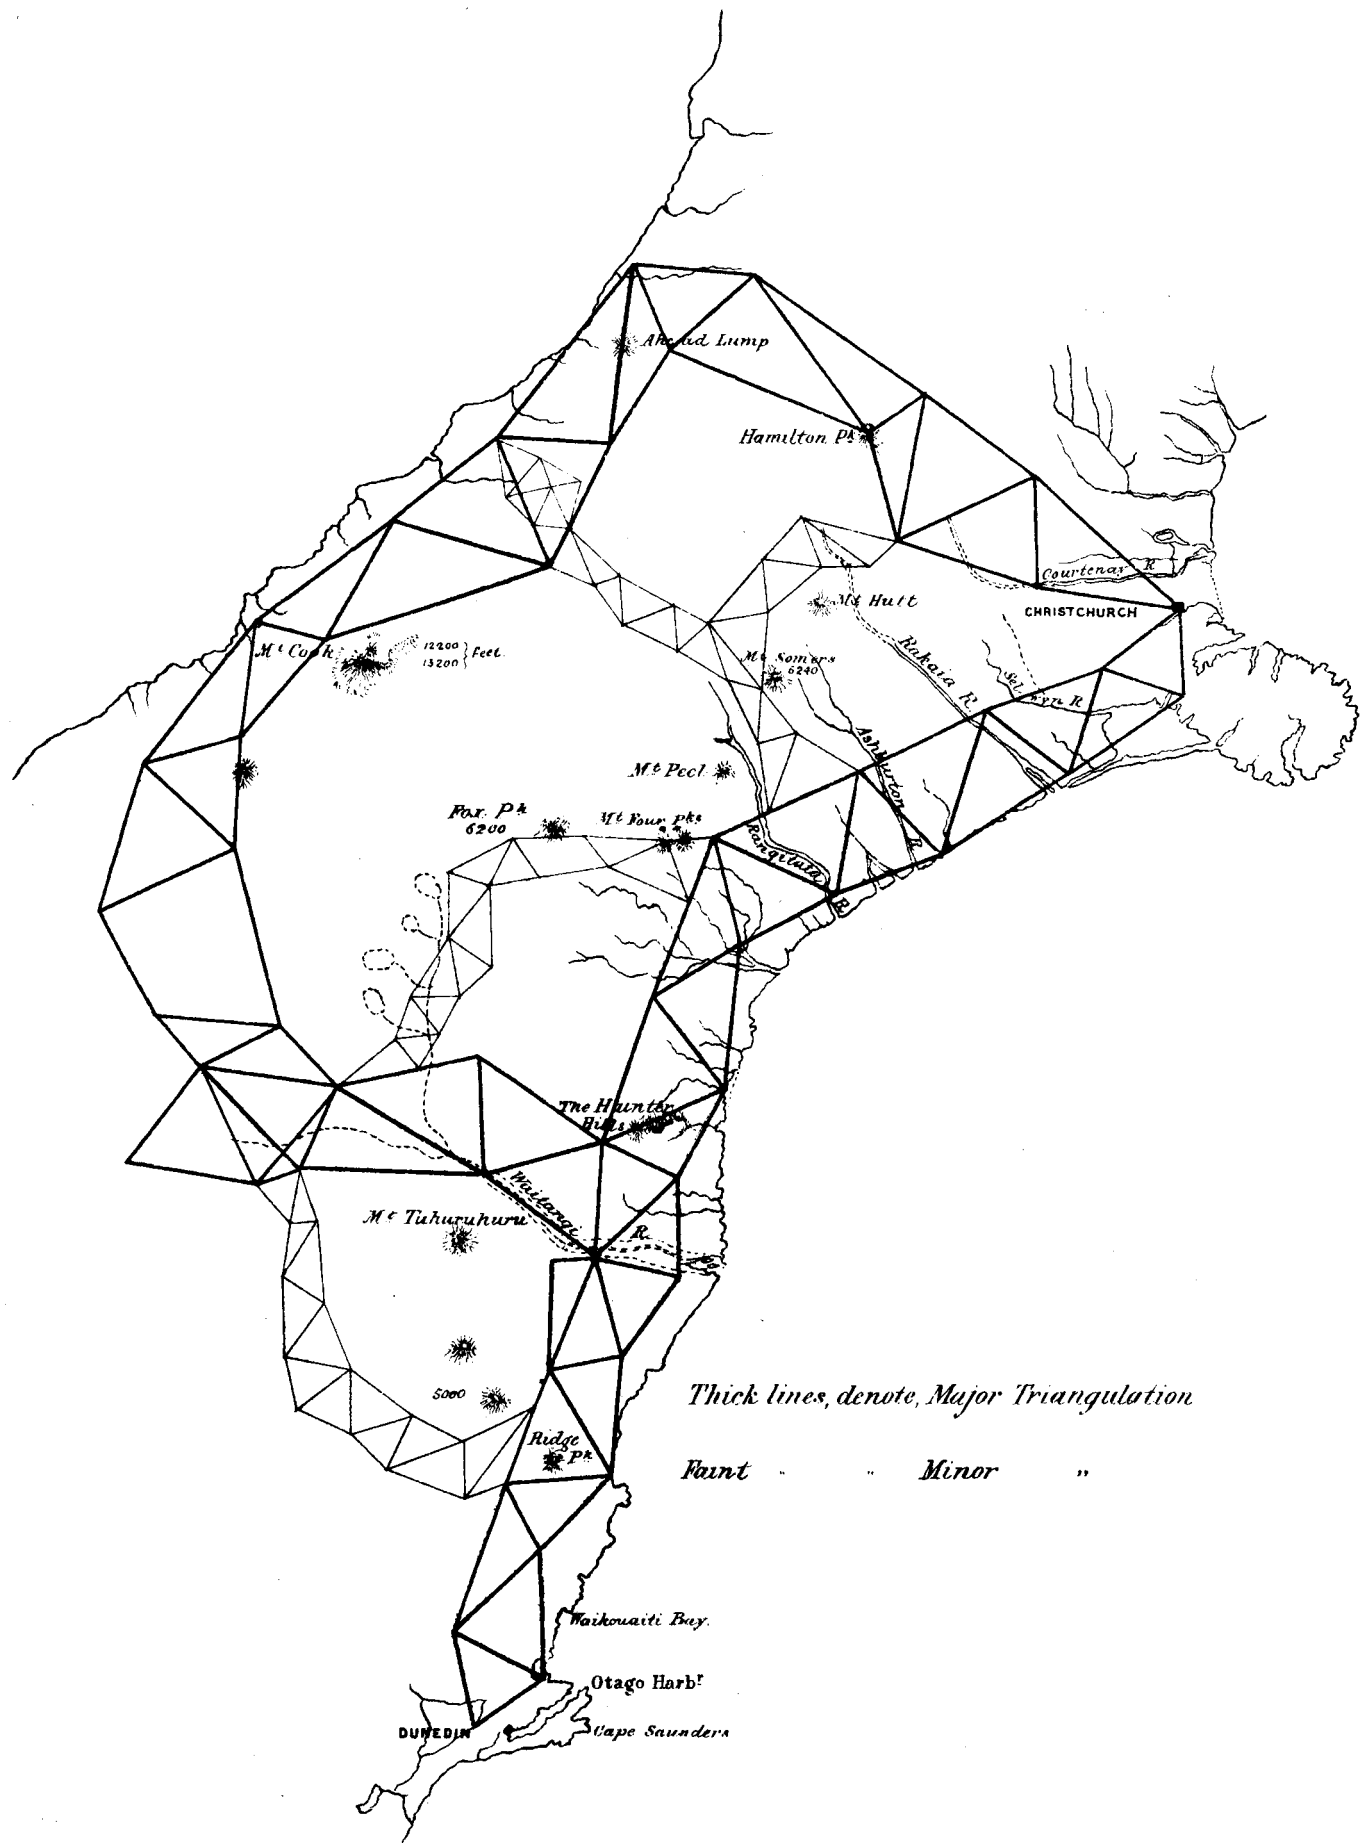 Ahead Lump
Hamilton Pk
Courtenay R
CHRISTCHURCH
Mt Hutt
Mt Cook
12200
13200
feet.
Rakaia R.
Selwyn R
Mt Somers
6240
Ashburton R
Mt Peel
Fox Pk
6200
Mt Four Pks
Rangitata R.
The Hunter
Hills
Waitangi R.
Mt Tuhuruhuru
5000
Thick lines, denote, Major Triangulation
Faint " " Minor "
Ridge
Pk
Waikouaiti Bay.
Otago Harbr
DUNEDIN
Cape Saunders